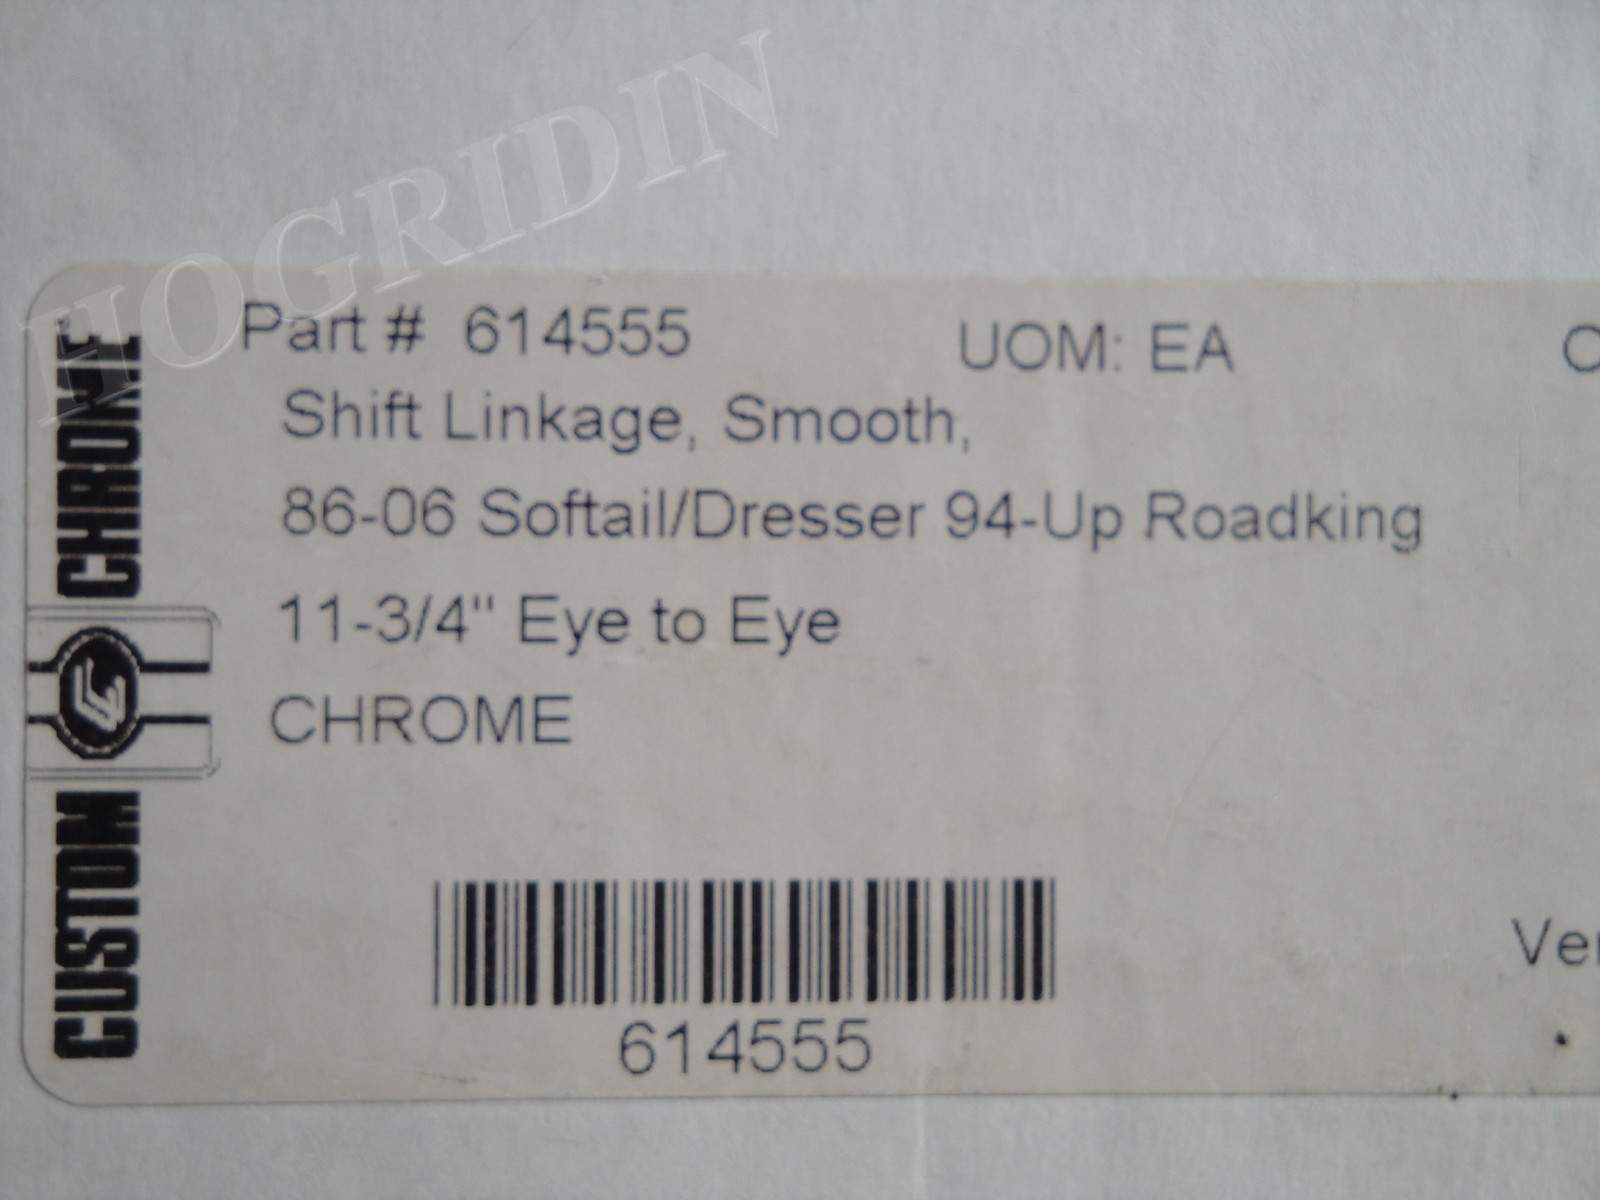 HOGRIDIN
Part # 614555 UOM: EA
Shift Linkage, Smooth,
86-06 Softail/Dresser 94-Up Roadking
11-3/4" Eye to Eye
CHROME
614555
CUSTOM CHROME